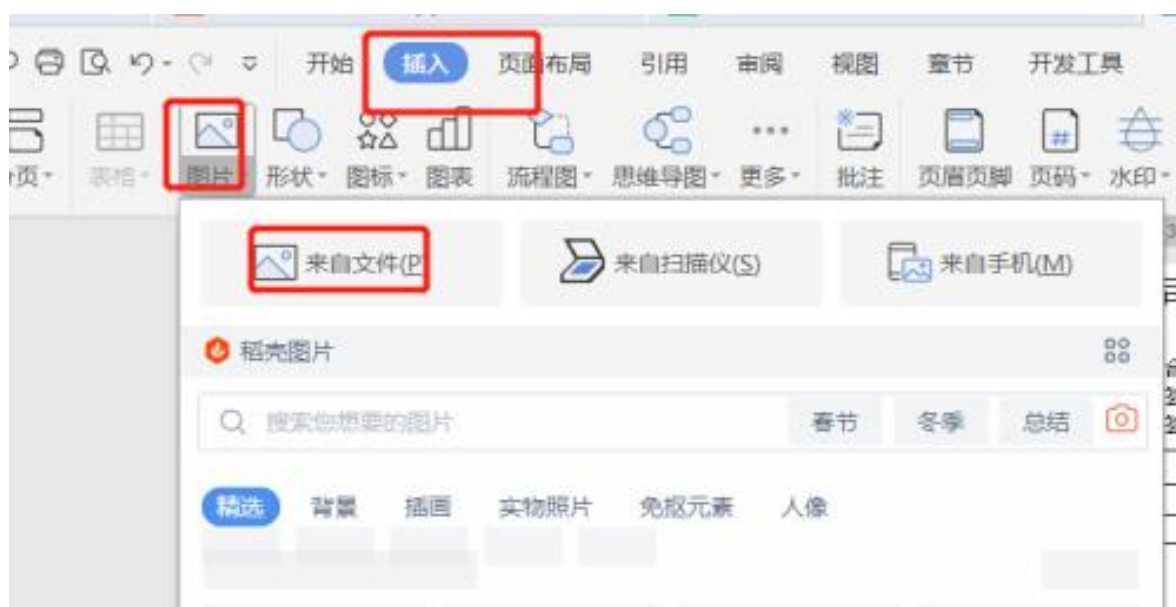 开始 插入 页面布局 引用 审阅 视图 章节 开发工具
页 表格 图片 形状 图标 图表 流程图 思维导图 更多 批注 页眉页脚 页码 水印
来自文件(P 来自扫描仪(S) 来自手机(M)
稻壳图片
搜索您想要的图片 春节 冬季 总结
精选 背景 插画 实物照片 免抠元素 人像